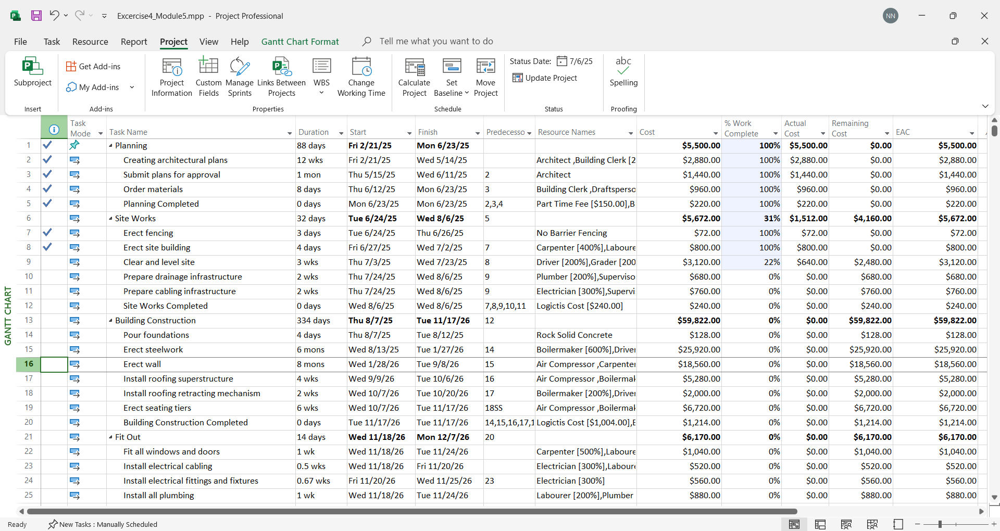 Excercise4_Module5.mpp - Project Professional
NN
File Task Resource Report Project View Help Gantt Chart Format Tell me what you want to do
Subproject
Insert
Get Add-ins
My Add-ins
Add-ins
Project Information
Custom Fields
Manage Sprints
Links Between Projects
WBS
Change Working Time
Properties
Calculate Project
Set Baseline
Move Project
Schedule
Status Date: 7/6/25
Update Project
Status
abc
Spelling
Proofing
GANTT CHART
Task Mode Task Name Duration Start Finish Predecesso Resource Names Cost % Work Complete Actual Cost Remaining Cost EAC
1 Planning 88 days Fri 2/21/25 Mon 6/23/25 $5,500.00 100% $5,500.00 $0.00 $5,500.00
2 Creating architectural plans 12 wks Fri 2/21/25 Wed 5/14/25 Architect ,Building Clerk [2 $2,880.00 100% $2,880.00 $0.00 $2,880.00
3 Submit plans for approval 1 mon Thu 5/15/25 Wed 6/11/25 2 Architect $1,440.00 100% $1,440.00 $0.00 $1,440.00
4 Order materials 8 days Thu 6/12/25 Mon 6/23/25 3 Building Clerk ,Draftsperso $960.00 100% $960.00 $0.00 $960.00
5 Planning Completed 0 days Mon 6/23/25 Mon 6/23/25 2,3,4 Part Time Fee [$150.00],B $220.00 100% $220.00 $0.00 $220.00
6 Site Works 32 days Tue 6/24/25 Wed 8/6/25 5 $5,672.00 31% $1,512.00 $4,160.00 $5,672.00
7 Erect fencing 3 days Tue 6/24/25 Thu 6/26/25 No Barrier Fencing $72.00 100% $72.00 $0.00 $72.00
8 Erect site building 4 days Fri 6/27/25 Wed 7/2/25 7 Carpenter [400%],Laboure $800.00 100% $800.00 $0.00 $800.00
9 Clear and level site 3 wks Thu 7/3/25 Wed 7/23/25 8 Driver [200%],Grader [200 $3,120.00 22% $640.00 $2,480.00 $3,120.00
10 Prepare drainage infrastructure 2 wks Thu 7/24/25 Wed 8/6/25 9 Plumber [200%],Superviso $680.00 0% $0.00 $680.00 $680.00
11 Prepare cabling infrastructure 2 wks Thu 7/24/25 Wed 8/6/25 9 Electrician [300%],Supervi $760.00 0% $0.00 $760.00 $760.00
12 Site Works Completed 0 days Wed 8/6/25 Wed 8/6/25 7,8,9,10,11 Logictis Cost [$240.00] $240.00 0% $0.00 $240.00 $240.00
13 Building Construction 334 days Thu 8/7/25 Tue 11/17/26 12 $59,822.00 0% $0.00 $59,822.00 $59,822.00
14 Pour foundations 4 days Thu 8/7/25 Tue 8/12/25 Rock Solid Concrete $128.00 0% $0.00 $128.00 $128.00
15 Erect steelwork 6 mons Wed 8/13/25 Tue 1/27/26 14 Boilermaker [600%],Driver $25,920.00 0% $0.00 $25,920.00 $25,920.00
16 Erect wall 8 mons Wed 1/28/26 Tue 9/8/26 15 Air Compressor ,Carpenter $18,560.00 0% $0.00 $18,560.00 $18,560.00
17 Install roofing superstructure 4 wks Wed 9/9/26 Tue 10/6/26 16 Air Compressor ,Boilermak $5,280.00 0% $0.00 $5,280.00 $5,280.00
18 Install roofing retracting mechanism 2 wks Wed 10/7/26 Tue 10/20/26 17 Boilermaker [200%],Driver $2,000.00 0% $0.00 $2,000.00 $2,000.00
19 Erect seating tiers 6 wks Wed 10/7/26 Tue 11/17/26 18SS Air Compressor ,Boilermak $6,720.00 0% $0.00 $6,720.00 $6,720.00
20 Building Construction Completed 0 days Tue 11/17/26 Tue 11/17/26 14,15,16,17,1 Logictis Cost [$1,004.00],E $1,214.00 0% $0.00 $1,214.00 $1,214.00
21 Fit Out 14 days Wed 11/18/26 Mon 12/7/26 20 $6,170.00 0% $0.00 $6,170.00 $6,170.00
22 Fit all windows and doors 1 wk Wed 11/18/26 Tue 11/24/26 Carpenter [500%],Laboure $1,040.00 0% $0.00 $1,040.00 $1,040.00
23 Install electrical cabling 0.5 wks Wed 11/18/26 Fri 11/20/26 Electrician [300%],Laboure $520.00 0% $0.00 $520.00 $520.00
24 Install electrical fittings and fixtures 0.67 wks Fri 11/20/26 Wed 11/25/26 23 Electrician [300%] $560.00 0% $0.00 $560.00 $560.00
25 Install all plumbing 1 wk Wed 11/18/26 Tue 11/24/26 Labourer [200%],Plumber $880.00 0% $0.00 $880.00 $880.00
Ready New Tasks : Manually Scheduled